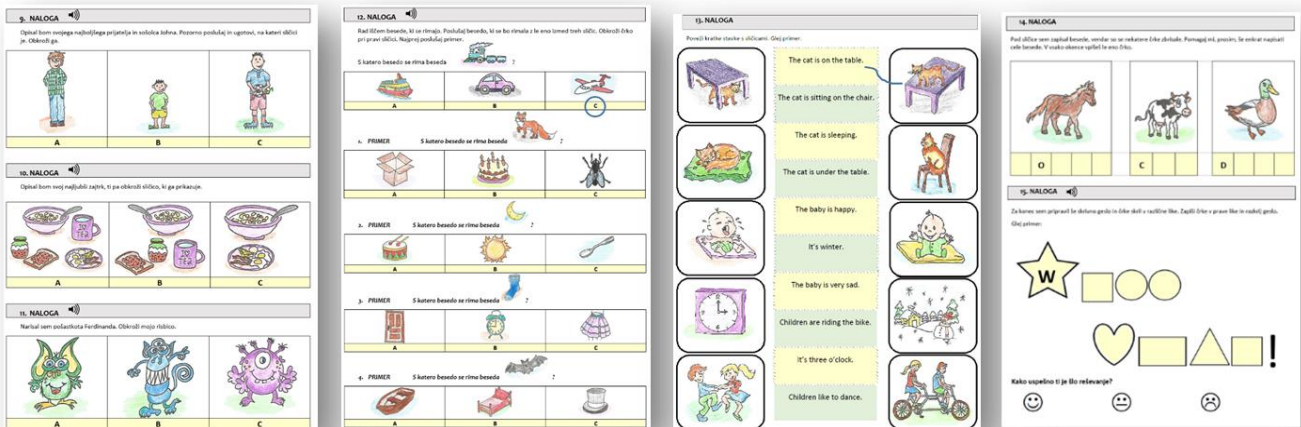 9. NALOGA
Opisal bom svojega najboljšega prijatelja in sošolca Johna. Pozorno poslušaj in ugotovi, na kateri sličici
je. Obkroži ga.
A B C
10. NALOGA
Opisal bom svoj najljubši zajtrk, ti pa obkroži sličico, ki ga prikazuje.
A B C
11. NALOGA
Narisal sem pošastkota Ferdinanda. Obkroži mojo risbico.
A B C
12. NALOGA
Rad iščem besede, ki se rimajo. Poslušaj besedo, ki se bo rimala z le eno izmed treh sličic. Obkroži črko
pri pravi sličici. Najprej poslušaj primer.
S katero besedo se rima beseda ?
A B C
1. PRIMER S katero besedo se rima beseda ?
A B C
2. PRIMER S katero besedo se rima beseda ?
A B C
3. PRIMER S katero besedo se rima beseda ?
A B C
4. PRIMER S katero besedo se rima beseda ?
A B C
13. NALOGA
Poveži kratke stavke s sličicami. Glej primer.
The cat is on the table.
The cat is sitting on the chair.
The cat is sleeping.
The cat is under the table.
The baby is happy.
It's winter.
The baby is very sad.
Children are riding the bike.
It's three o'clock.
Children like to dance.
14. NALOGA
Pod sličice sem zapisal besede, vendar so se nekatere črke zbrisale. Pomagaj mi, prosim, še enkrat napisati
cele besede. V vsako okence vpišeš le eno črko.
O C D
15. NALOGA
Za konec sem pripravil še geslo in črke skril v različne like. Zapiši črke v prave like in razkrij geslo.
Glej primer:
W
!
Kako uspešno ti je šlo reševanje?